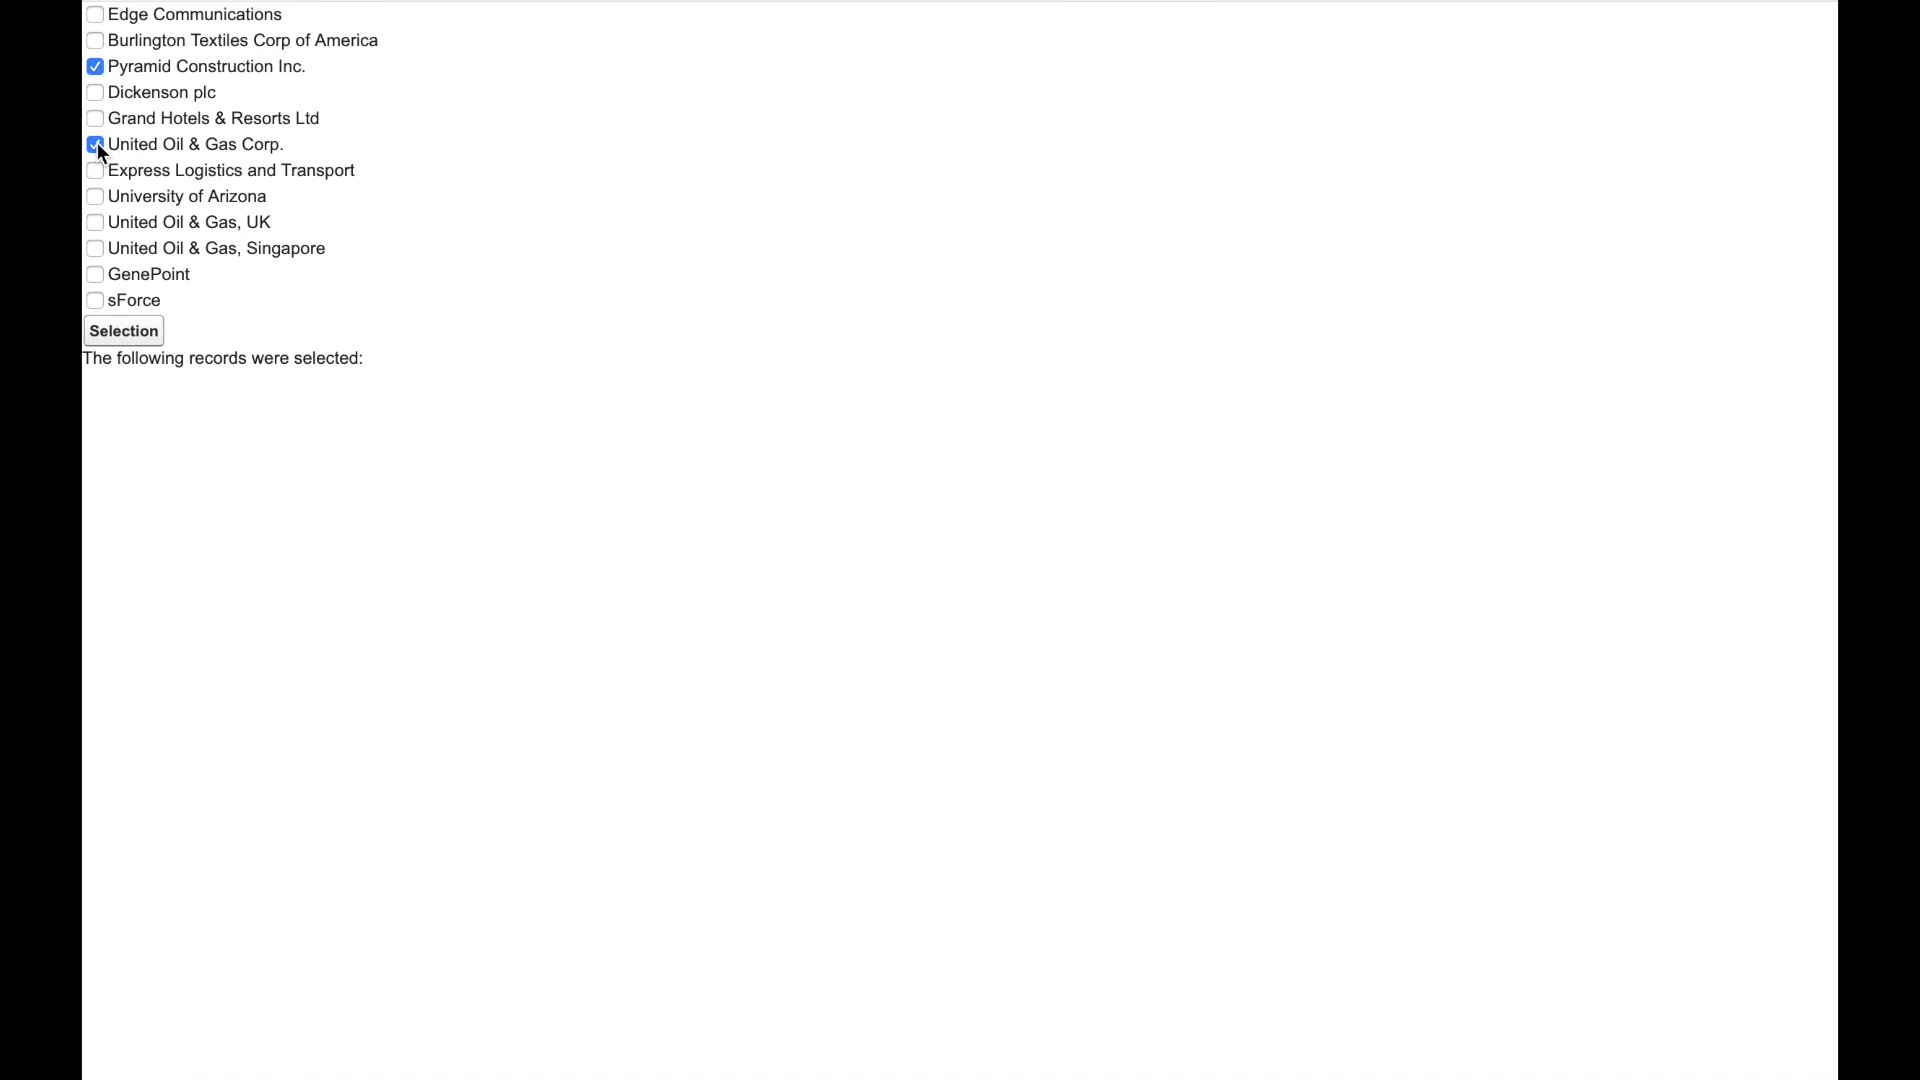 Edge Communications
Burlington Textiles Corp of America
Pyramid Construction Inc.
Dickenson plc
Grand Hotels & Resorts Ltd
United Oil & Gas Corp.
Express Logistics and Transport
University of Arizona
United Oil & Gas, UK
United Oil & Gas, Singapore
GenePoint
sForce
Selection
The following records were selected: